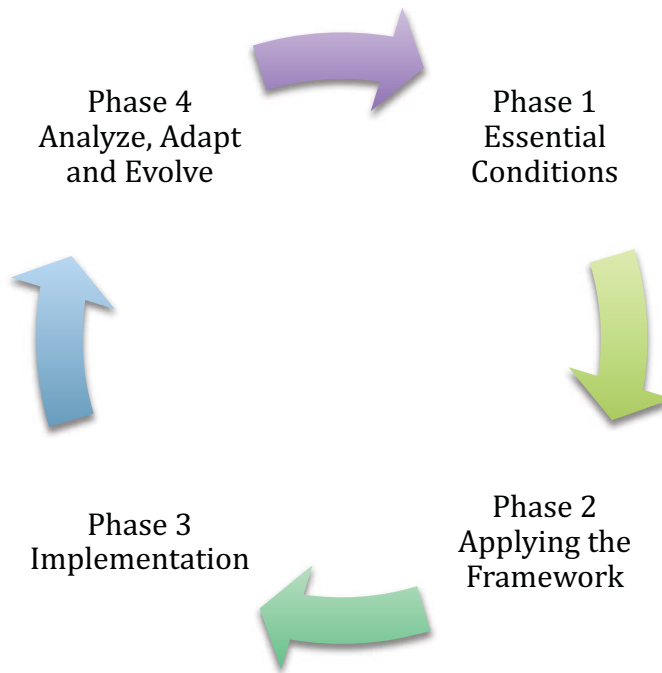 Phase 1
Essential
Conditions
Phase 2
Applying the
Framework
Phase 3
Implementation
Phase 4
Analyze, Adapt
and Evolve